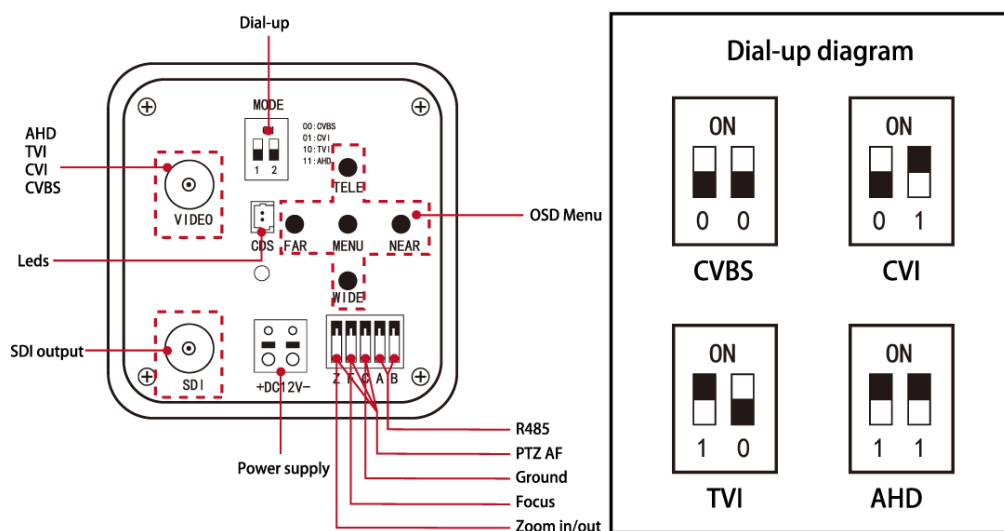 Dial-up
MODE
ON
1 2
00:CVBS
01:CVI
10:TVI
11:AHD
AHD
TVI
CVI
CVBS
VIDEO
TELE
OSD Menu
CDS
FAR
MENU
NEAR
Leds
WIDE
SDI output
SDI
+DC12V-
Z F G A B
Power supply
R485
PTZ AF
Ground
Focus
Zoom in/out
Dial-up diagram
ON
0 0
CVBS
ON
0 1
CVI
ON
1 0
TVI
ON
1 1
AHD